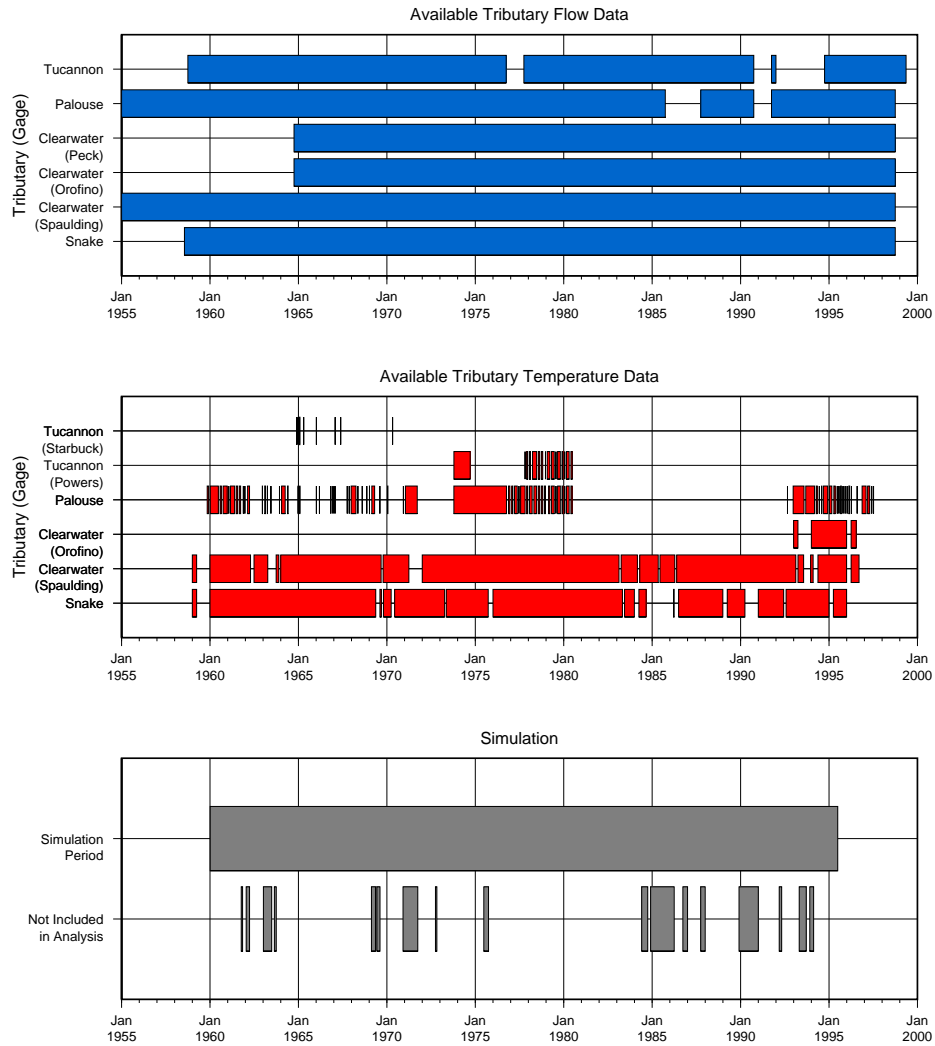 Available Tributary Flow Data
Tributary (Gage)
Tucannon
Palouse
Clearwater
(Peck)
Clearwater
(Orofino)
Clearwater
(Spaulding)
Snake
Jan Jan Jan Jan Jan Jan Jan Jan Jan Jan
1955 1960 1965 1970 1975 1980 1985 1990 1995 2000
Available Tributary Temperature Data
Tributary (Gage)
Tucannon
(Starbuck)
Tucannon
(Powers)
Palouse
Clearwater
(Orofino)
Clearwater
(Spaulding)
Snake
Jan Jan Jan Jan Jan Jan Jan Jan Jan Jan
1955 1960 1965 1970 1975 1980 1985 1990 1995 2000
Simulation
Simulation
Period
Not Included
in Analysis
Jan Jan Jan Jan Jan Jan Jan Jan Jan Jan
1955 1960 1965 1970 1975 1980 1985 1990 1995 2000